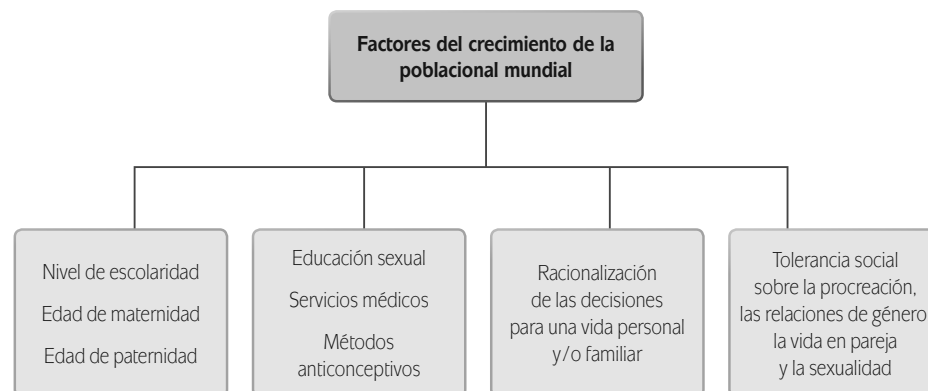 Factores del crecimiento de la
poblacional mundial
Nivel de escolaridad
Edad de maternidad
Edad de paternidad
Educación sexual
Servicios médicos
Métodos
anticonceptivos
Racionalización
de las decisiones
para una vida personal
y/o familiar
Tolerancia social
sobre la procreación,
las relaciones de género
la vida en pareja
y la sexualidad